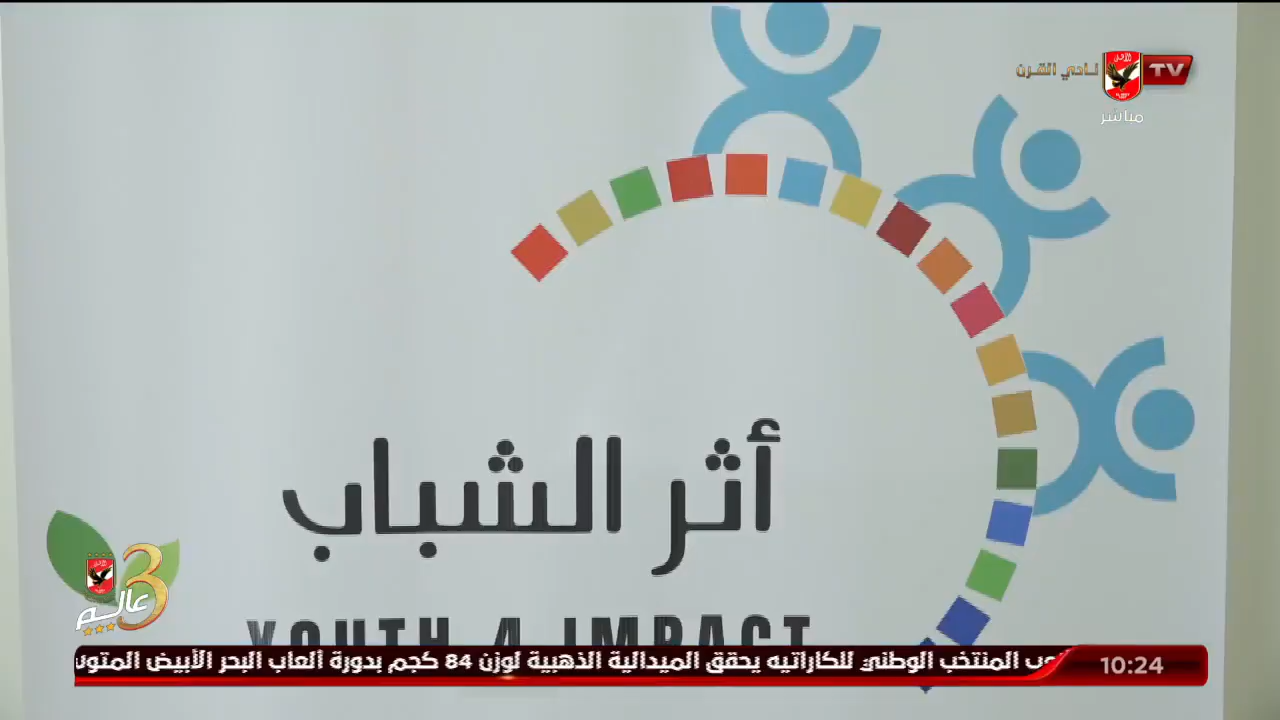 نادي القرن
TV
مباشر
أثر الشباب
YOUTH 4 IMPACT
3
عالم
المنتخب الوطني للكاراتيه يحقق الميدالية الذهبية لوزن 84 كجم بدورة ألعاب البحر الأبيض
10:24